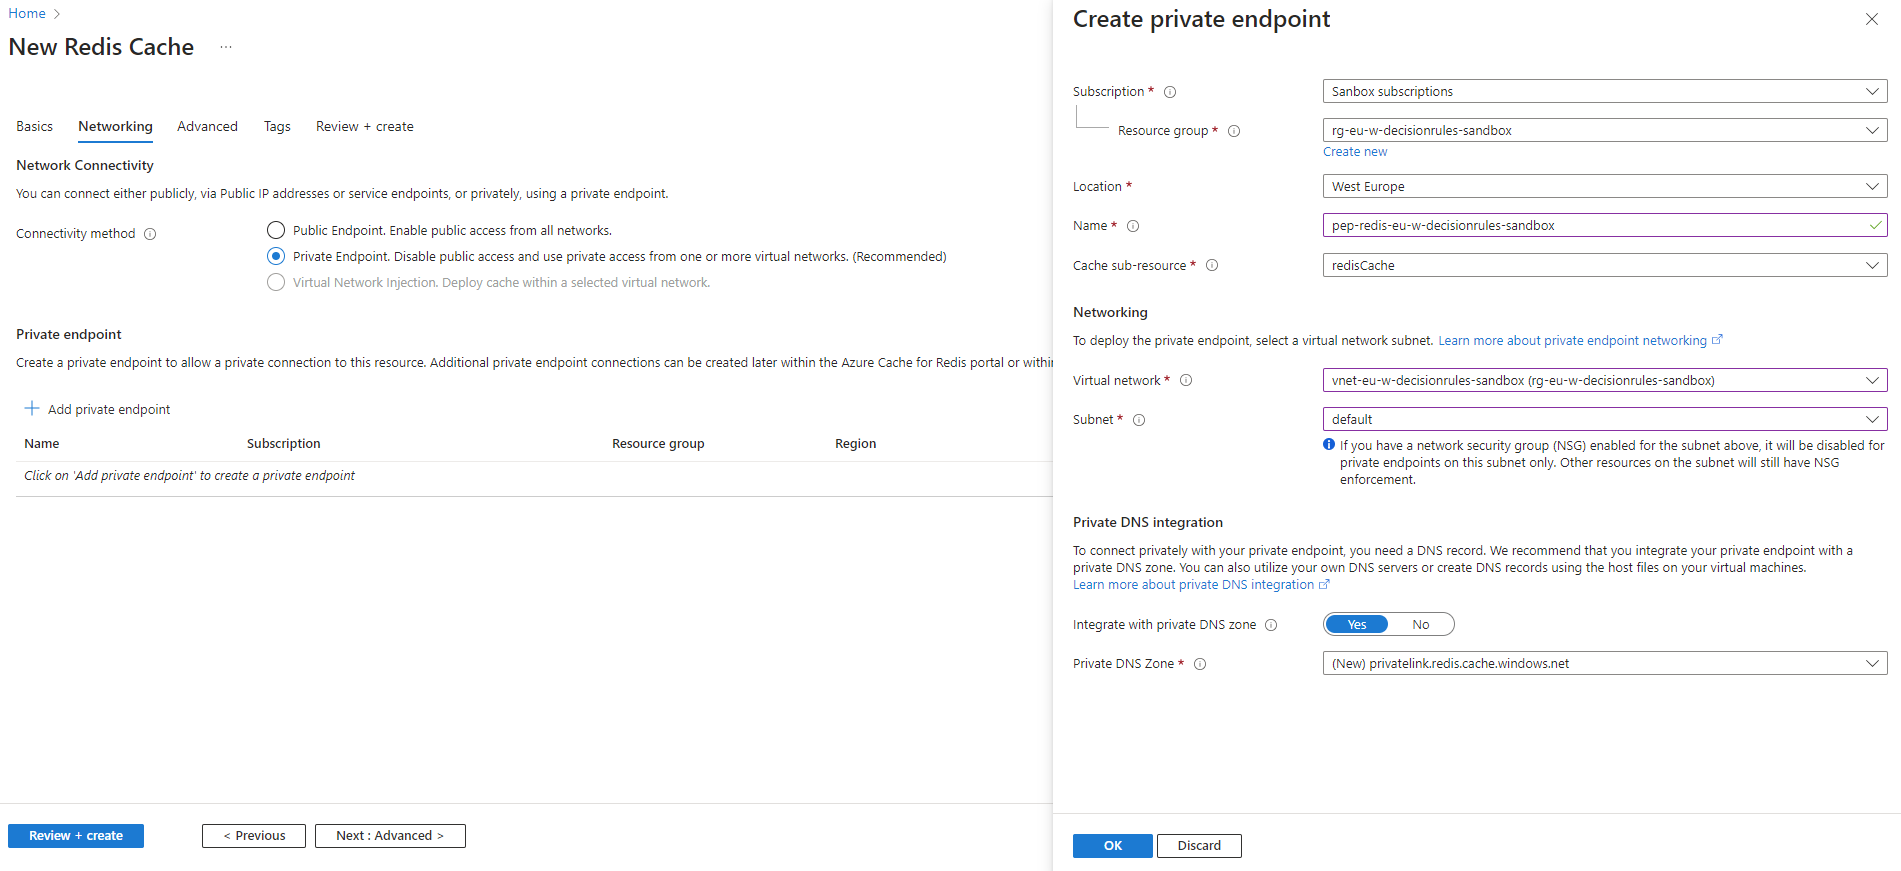 Home
New Redis Cache
...
Basics
Networking
Advanced
Tags
Review + create
Network Connectivity
You can connect either publicly, via Public IP addresses or service endpoints, or privately, using a private endpoint.
Connectivity method
Public Endpoint. Enable public access from all networks.
Private Endpoint. Disable public access and use private access from one or more virtual networks. (Recommended)
Virtual Network Injection. Deploy cache within a selected virtual network.
Private endpoint
Create a private endpoint to allow a private connection to this resource. Additional private endpoint connections can be created later within the Azure Cache for Redis portal or within
Add private endpoint
Name
Subscription
Resource group
Region
Click on 'Add private endpoint' to create a private endpoint
Review + create
< Previous
Next : Advanced >
Create private endpoint
Subscription *
Sanbox subscriptions
Resource group *
rg-eu-w-decisionrules-sandbox
Create new
Location *
West Europe
Name *
pep-redis-eu-w-decisionrules-sandbox
Cache sub-resource *
redisCache
Networking
To deploy the private endpoint, select a virtual network subnet. Learn more about private endpoint networking
Virtual network *
vnet-eu-w-decisionrules-sandbox (rg-eu-w-decisionrules-sandbox)
Subnet *
default
If you have a network security group (NSG) enabled for the subnet above, it will be disabled for
private endpoints on this subnet only. Other resources on the subnet will still have NSG
enforcement.
Private DNS integration
To connect privately with your private endpoint, you need a DNS record. We recommend that you integrate your private endpoint with a
private DNS zone. You can also utilize your own DNS servers or create DNS records using the host files on your virtual machines.
Learn more about private DNS integration
Integrate with private DNS zone
Yes
No
Private DNS Zone *
(New) privatelink.redis.cache.windows.net
OK
Discard